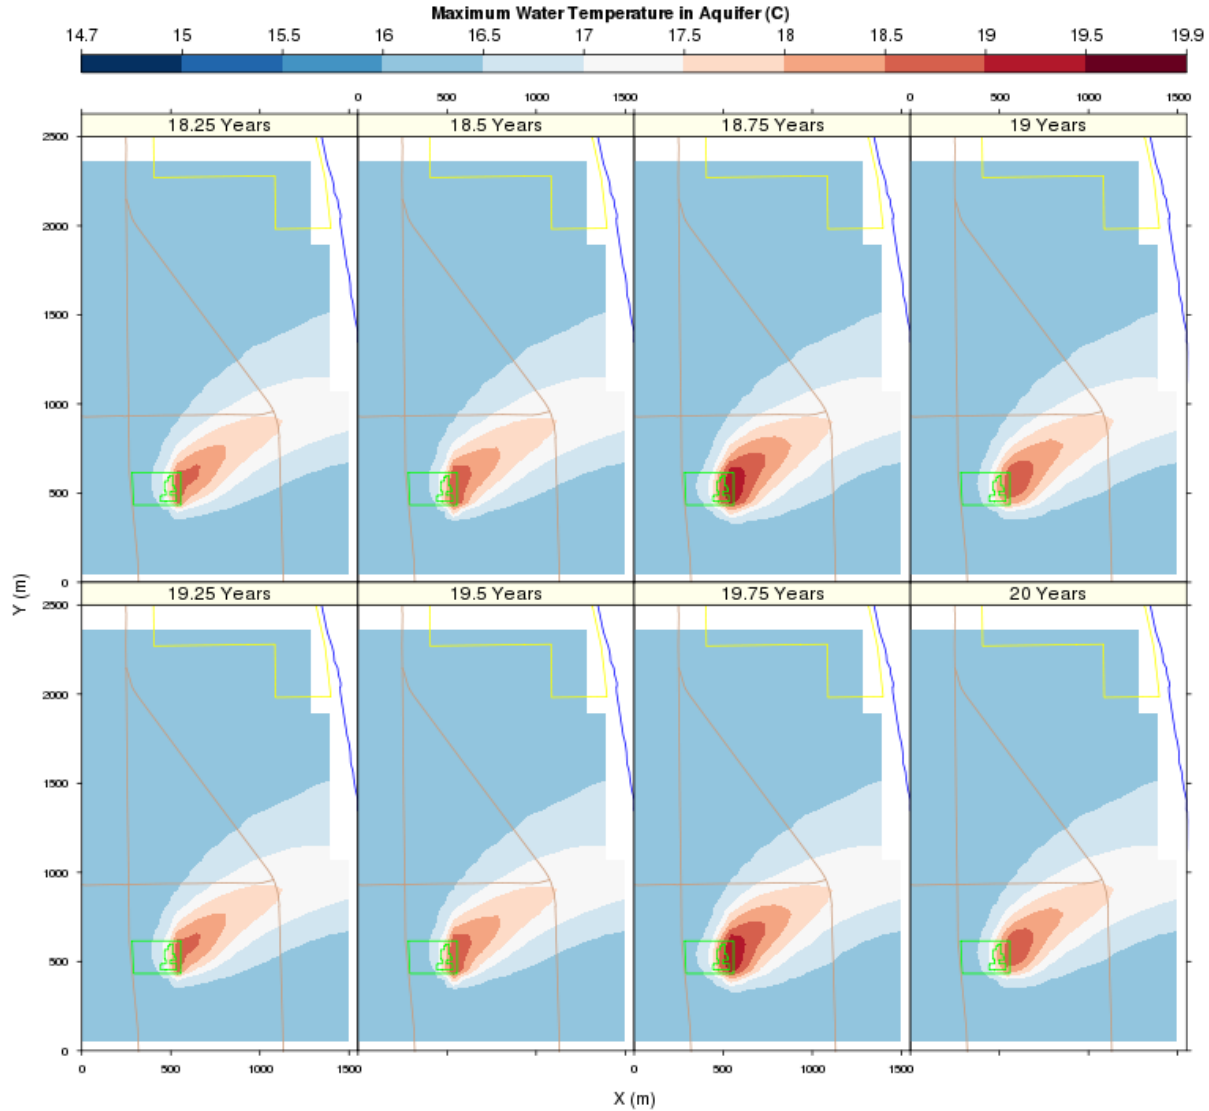 Maximum Water Temperature in Aquifer (C)
14.7 15 15.5 16 16.5 17 17.5 18 18.5 19 19.5 19.9
0 500 1000 1500 0 500 1000 1500
18.25 Years 18.5 Years 18.75 Years 19 Years
2500
2000
1500
1000
500
0
19.25 Years 19.5 Years 19.75 Years 20 Years
2500
2000
1500
1000
500
0
Y (m)
0 500 1000 1500 0 500 1000 1500
X (m)